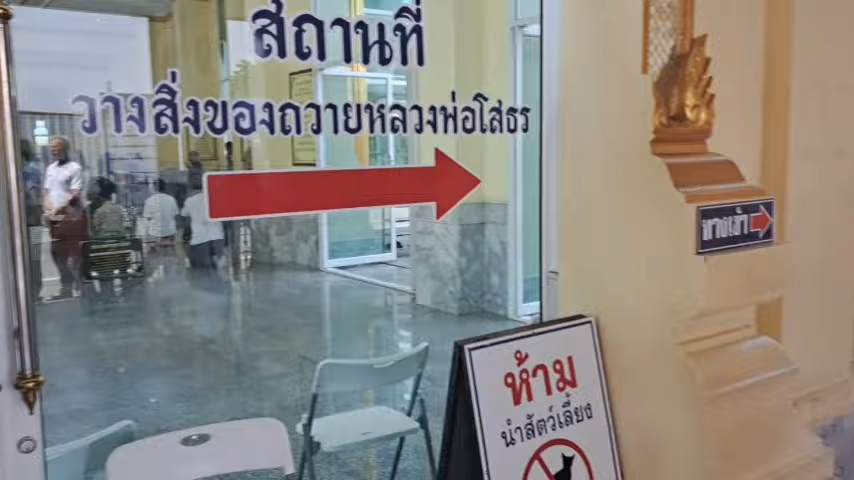 สถานที่
วางสิ่งของถวายหลวงพ่อโสธร
ทางเข้า
ห้าม
นำสัตว์เลี้ยง